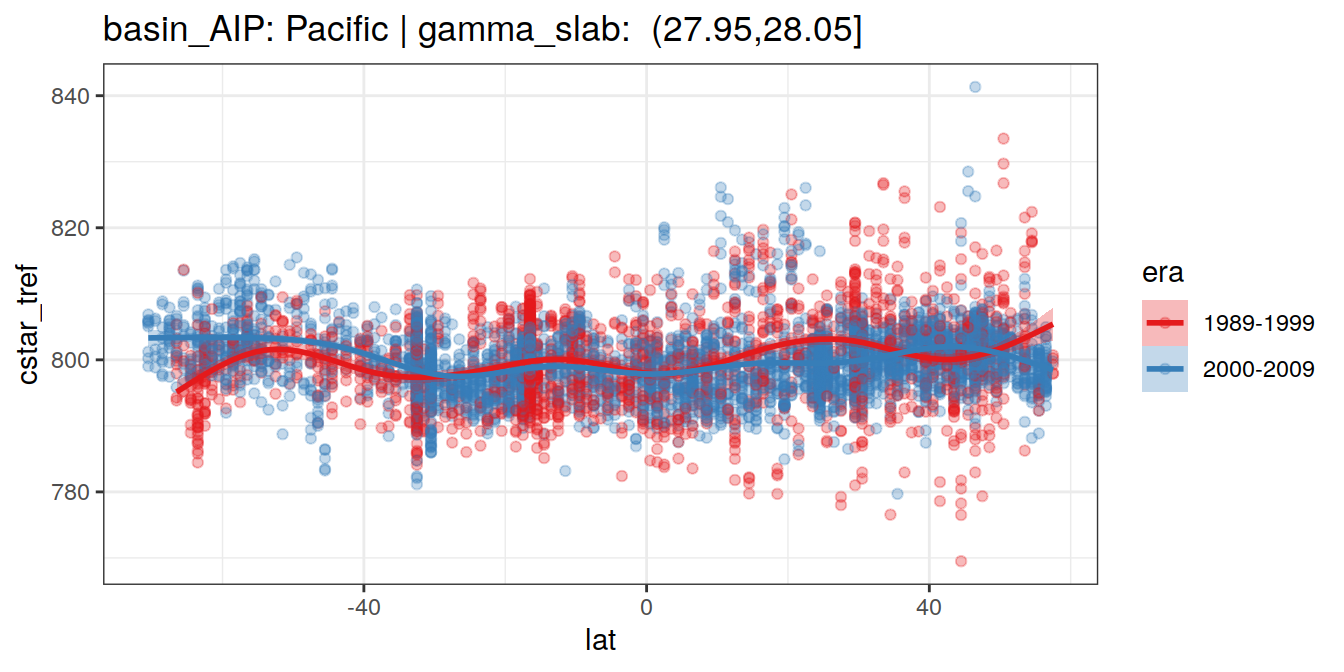 basin_AIP: Pacific | gamma_slab:  (27.95,28.05]
840
820
800
780
cstar_tref
-40
0
40
lat
era
1989-1999
2000-2009